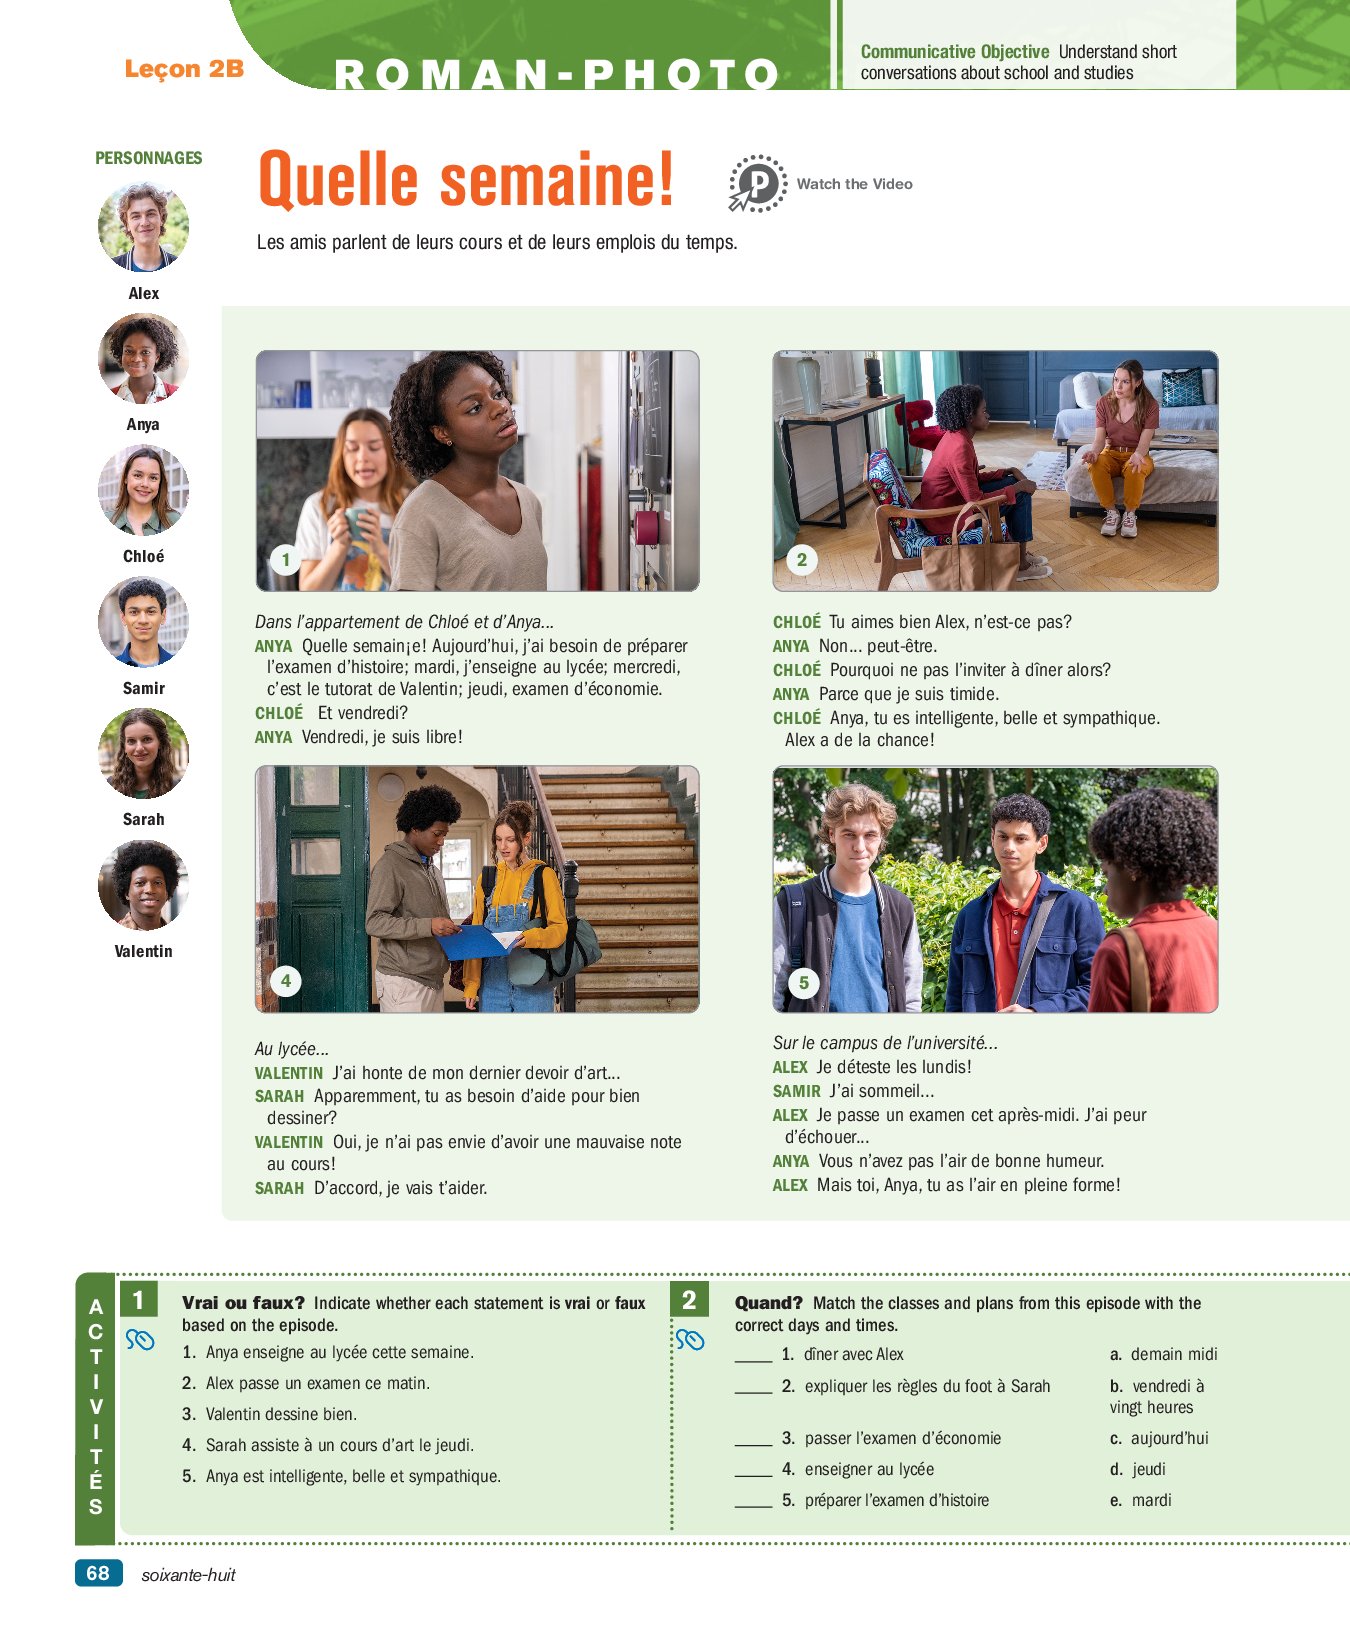 Leçon 2B
ROMAN-PHOTO
Communicative Objective Understand short
conversations about school and studies
PERSONNAGES
Alex
Anya
Chloé
Samir
Sarah
Valentin
Quelle semaine!
P
Watch the Video
Les amis parlent de leurs cours et de leurs emplois du temps.
1
Dans l'appartement de Chloé et d'Anya...
ANYA Quelle semain¡e! Aujourd'hui, j'ai besoin de préparer
l'examen d'histoire; mardi, j'enseigne au lycée; mercredi,
c'est le tutorat de Valentin; jeudi, examen d'économie.
CHLOÉ Et vendredi?
ANYA Vendredi, je suis libre!
2
CHLOÉ Tu aimes bien Alex, n'est-ce pas?
ANYA Non... peut-être.
CHLOÉ Pourquoi ne pas l'inviter à dîner alors?
ANYA Parce que je suis timide.
CHLOÉ Anya, tu es intelligente, belle et sympathique.
Alex a de la chance!
4
Au lycée...
VALENTIN J'ai honte de mon dernier devoir d'art...
SARAH Apparemment, tu as besoin d'aide pour bien
dessiner?
VALENTIN Oui, je n'ai pas envie d'avoir une mauvaise note
au cours!
SARAH D'accord, je vais t'aider.
5
Sur le campus de l'université...
ALEX Je déteste les lundis!
SAMIR J'ai sommeil...
ALEX Je passe un examen cet après-midi. J'ai peur
d'échouer...
ANYA Vous n'avez pas l'air de bonne humeur.
ALEX Mais toi, Anya, tu as l'air en pleine forme!
ACTIVITÉS
1 Vrai ou faux? Indicate whether each statement is vrai or faux
based on the episode.
1. Anya enseigne au lycée cette semaine.
2. Alex passe un examen ce matin.
3. Valentin dessine bien.
4. Sarah assiste à un cours d'art le jeudi.
5. Anya est intelligente, belle et sympathique.
2 Quand? Match the classes and plans from this episode with the
correct days and times.
____ 1. dîner avec Alex
____ 2. expliquer les règles du foot à Sarah
____ 3. passer l'examen d'économie
____ 4. enseigner au lycée
____ 5. préparer l'examen d'histoire
a. demain midi
b. vendredi à
vingt heures
c. aujourd'hui
d. jeudi
e. mardi
68 soixante-huit